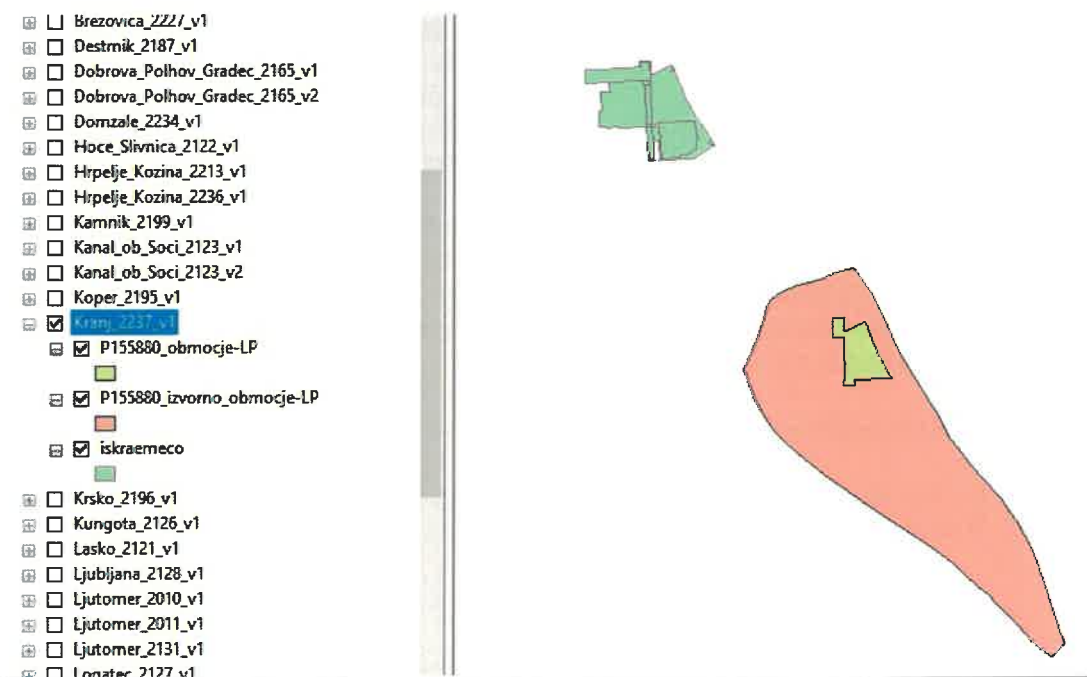 Brezovica_2227_v1
Destrnik_2187_v1
Dobrova_Polhov_Gradec_2165_v1
Dobrova_Polhov_Gradec_2165_v2
Domzale_2234_v1
Hoce_Slivnica_2122_v1
Hrpelje_Kozina_2213_v1
Hrpelje_Kozina_2236_v1
Kamnik_2199_v1
Kanal_ob_Soci_2123_v1
Kanal_ob_Soci_2123_v2
Koper_2195_v1
Kranj_2237_v1
P155880_obmocje-LP
P155880_izvorno_obmocje-LP
iskraemeco
Krsko_2196_v1
Kungota_2126_v1
Lasko_2121_v1
Ljubljana_2128_v1
Ljutomer_2010_v1
Ljutomer_2011_v1
Ljutomer_2131_v1
Logatec_2127_v1